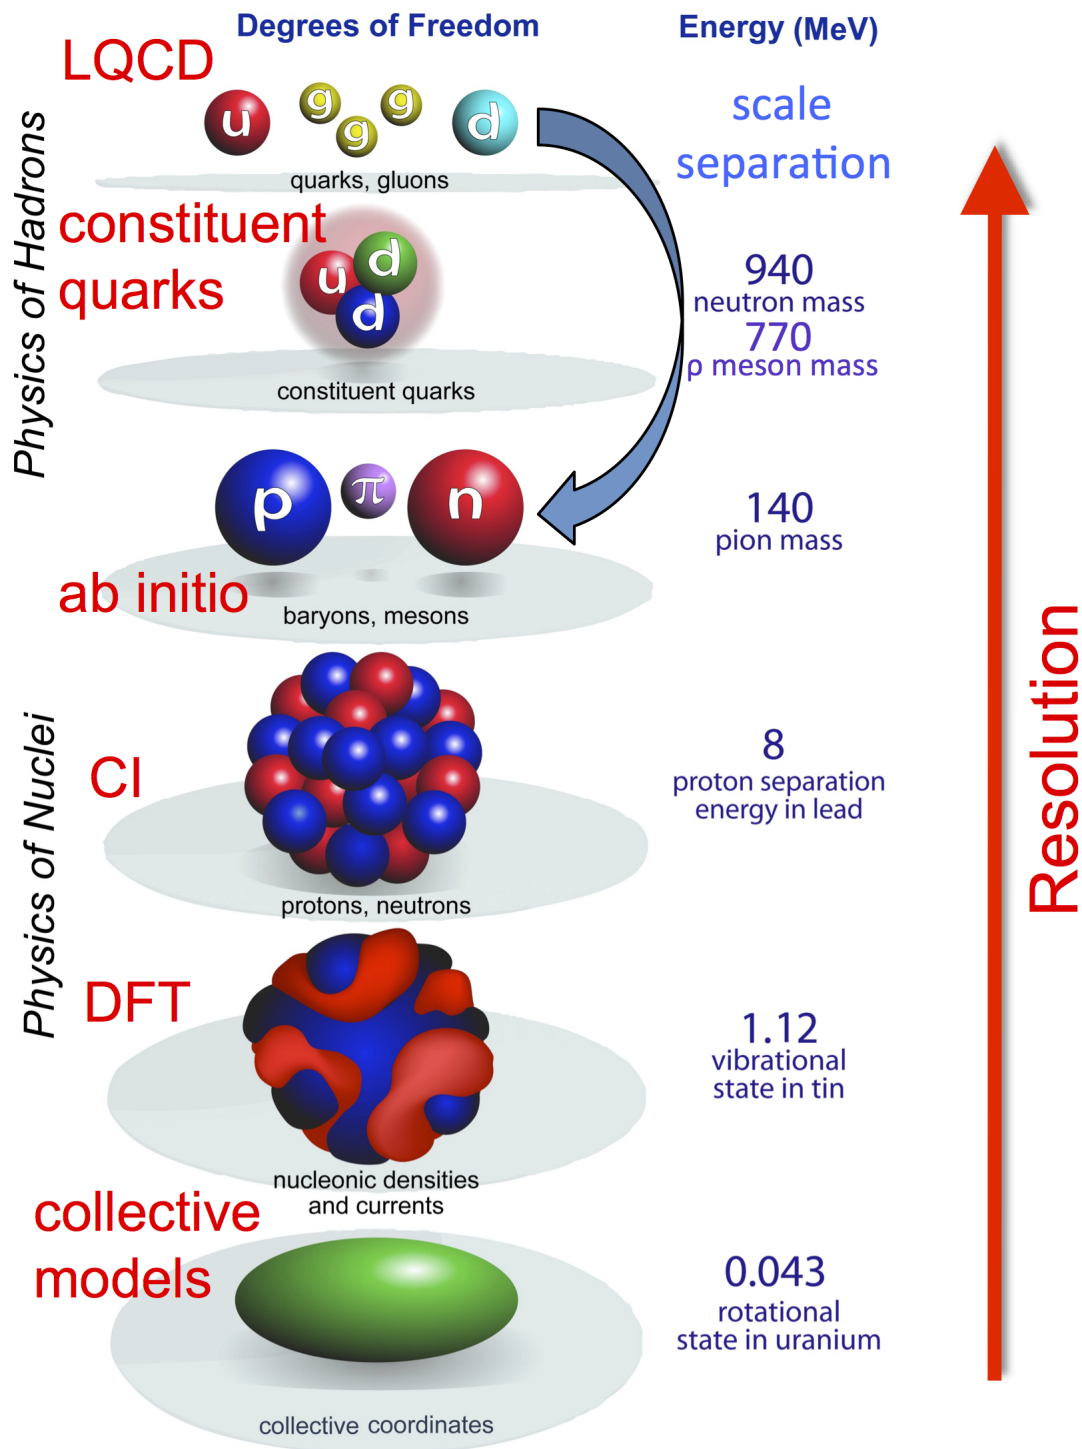 Degrees of Freedom
Energy (MeV)
LQCD
u
g
g
g
d
scale
separation
quarks, gluons
Physics of Hadrons
constituent
quarks
u
d
d
940
neutron mass
770
ρ meson mass
constituent quarks
p
π
n
140
pion mass
ab initio
baryons, mesons
Resolution
Physics of Nuclei
CI
8
proton separation
energy in lead
protons, neutrons
DFT
1.12
vibrational
state in tin
nucleonic densities
and currents
collective
models
0.043
rotational
state in uranium
collective coordinates